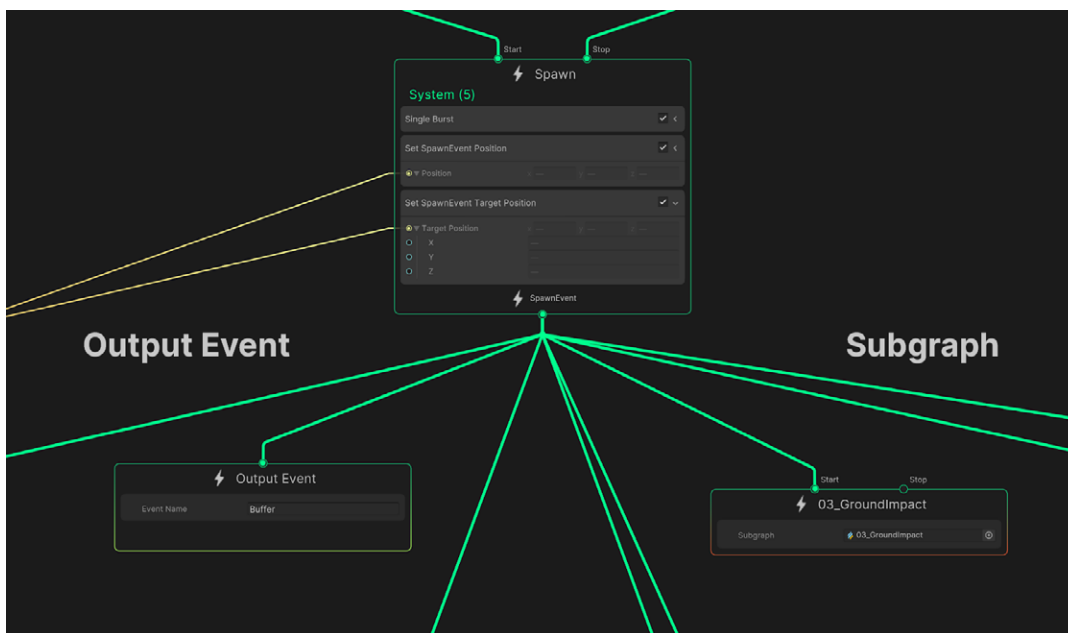 Start
Stop
Spawn
System (5)
Single Burst
Set SpawnEvent Position
Position
x —
y —
z —
Set SpawnEvent Target Position
Target Position
x —
y —
z —
X
—
Y
—
Z
—
SpawnEvent
Output Event
Subgraph
Output Event
Event Name
Buffer
Start
Stop
03_GroundImpact
Subgraph
03_GroundImpact